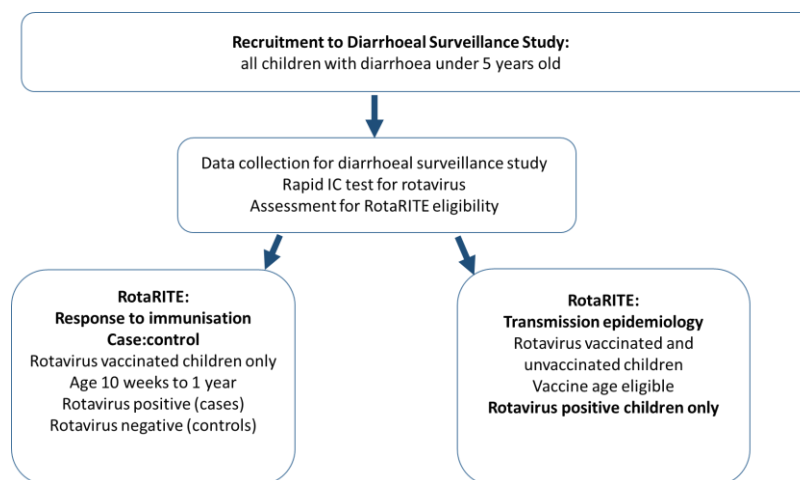 Recruitment to Diarrhoeal Surveillance Study:
all children with diarrhoea under 5 years old
Data collection for diarrhoeal surveillance study
Rapid IC test for rotavirus
Assessment for RotaRITE eligibility
RotaRITE:
Response to immunisation
Case:control
Rotavirus vaccinated children only
Age 10 weeks to 1 year
Rotavirus positive (cases)
Rotavirus negative (controls)
RotaRITE:
Transmission epidemiology
Rotavirus vaccinated and
unvaccinated children
Vaccine age eligible
Rotavirus positive children only